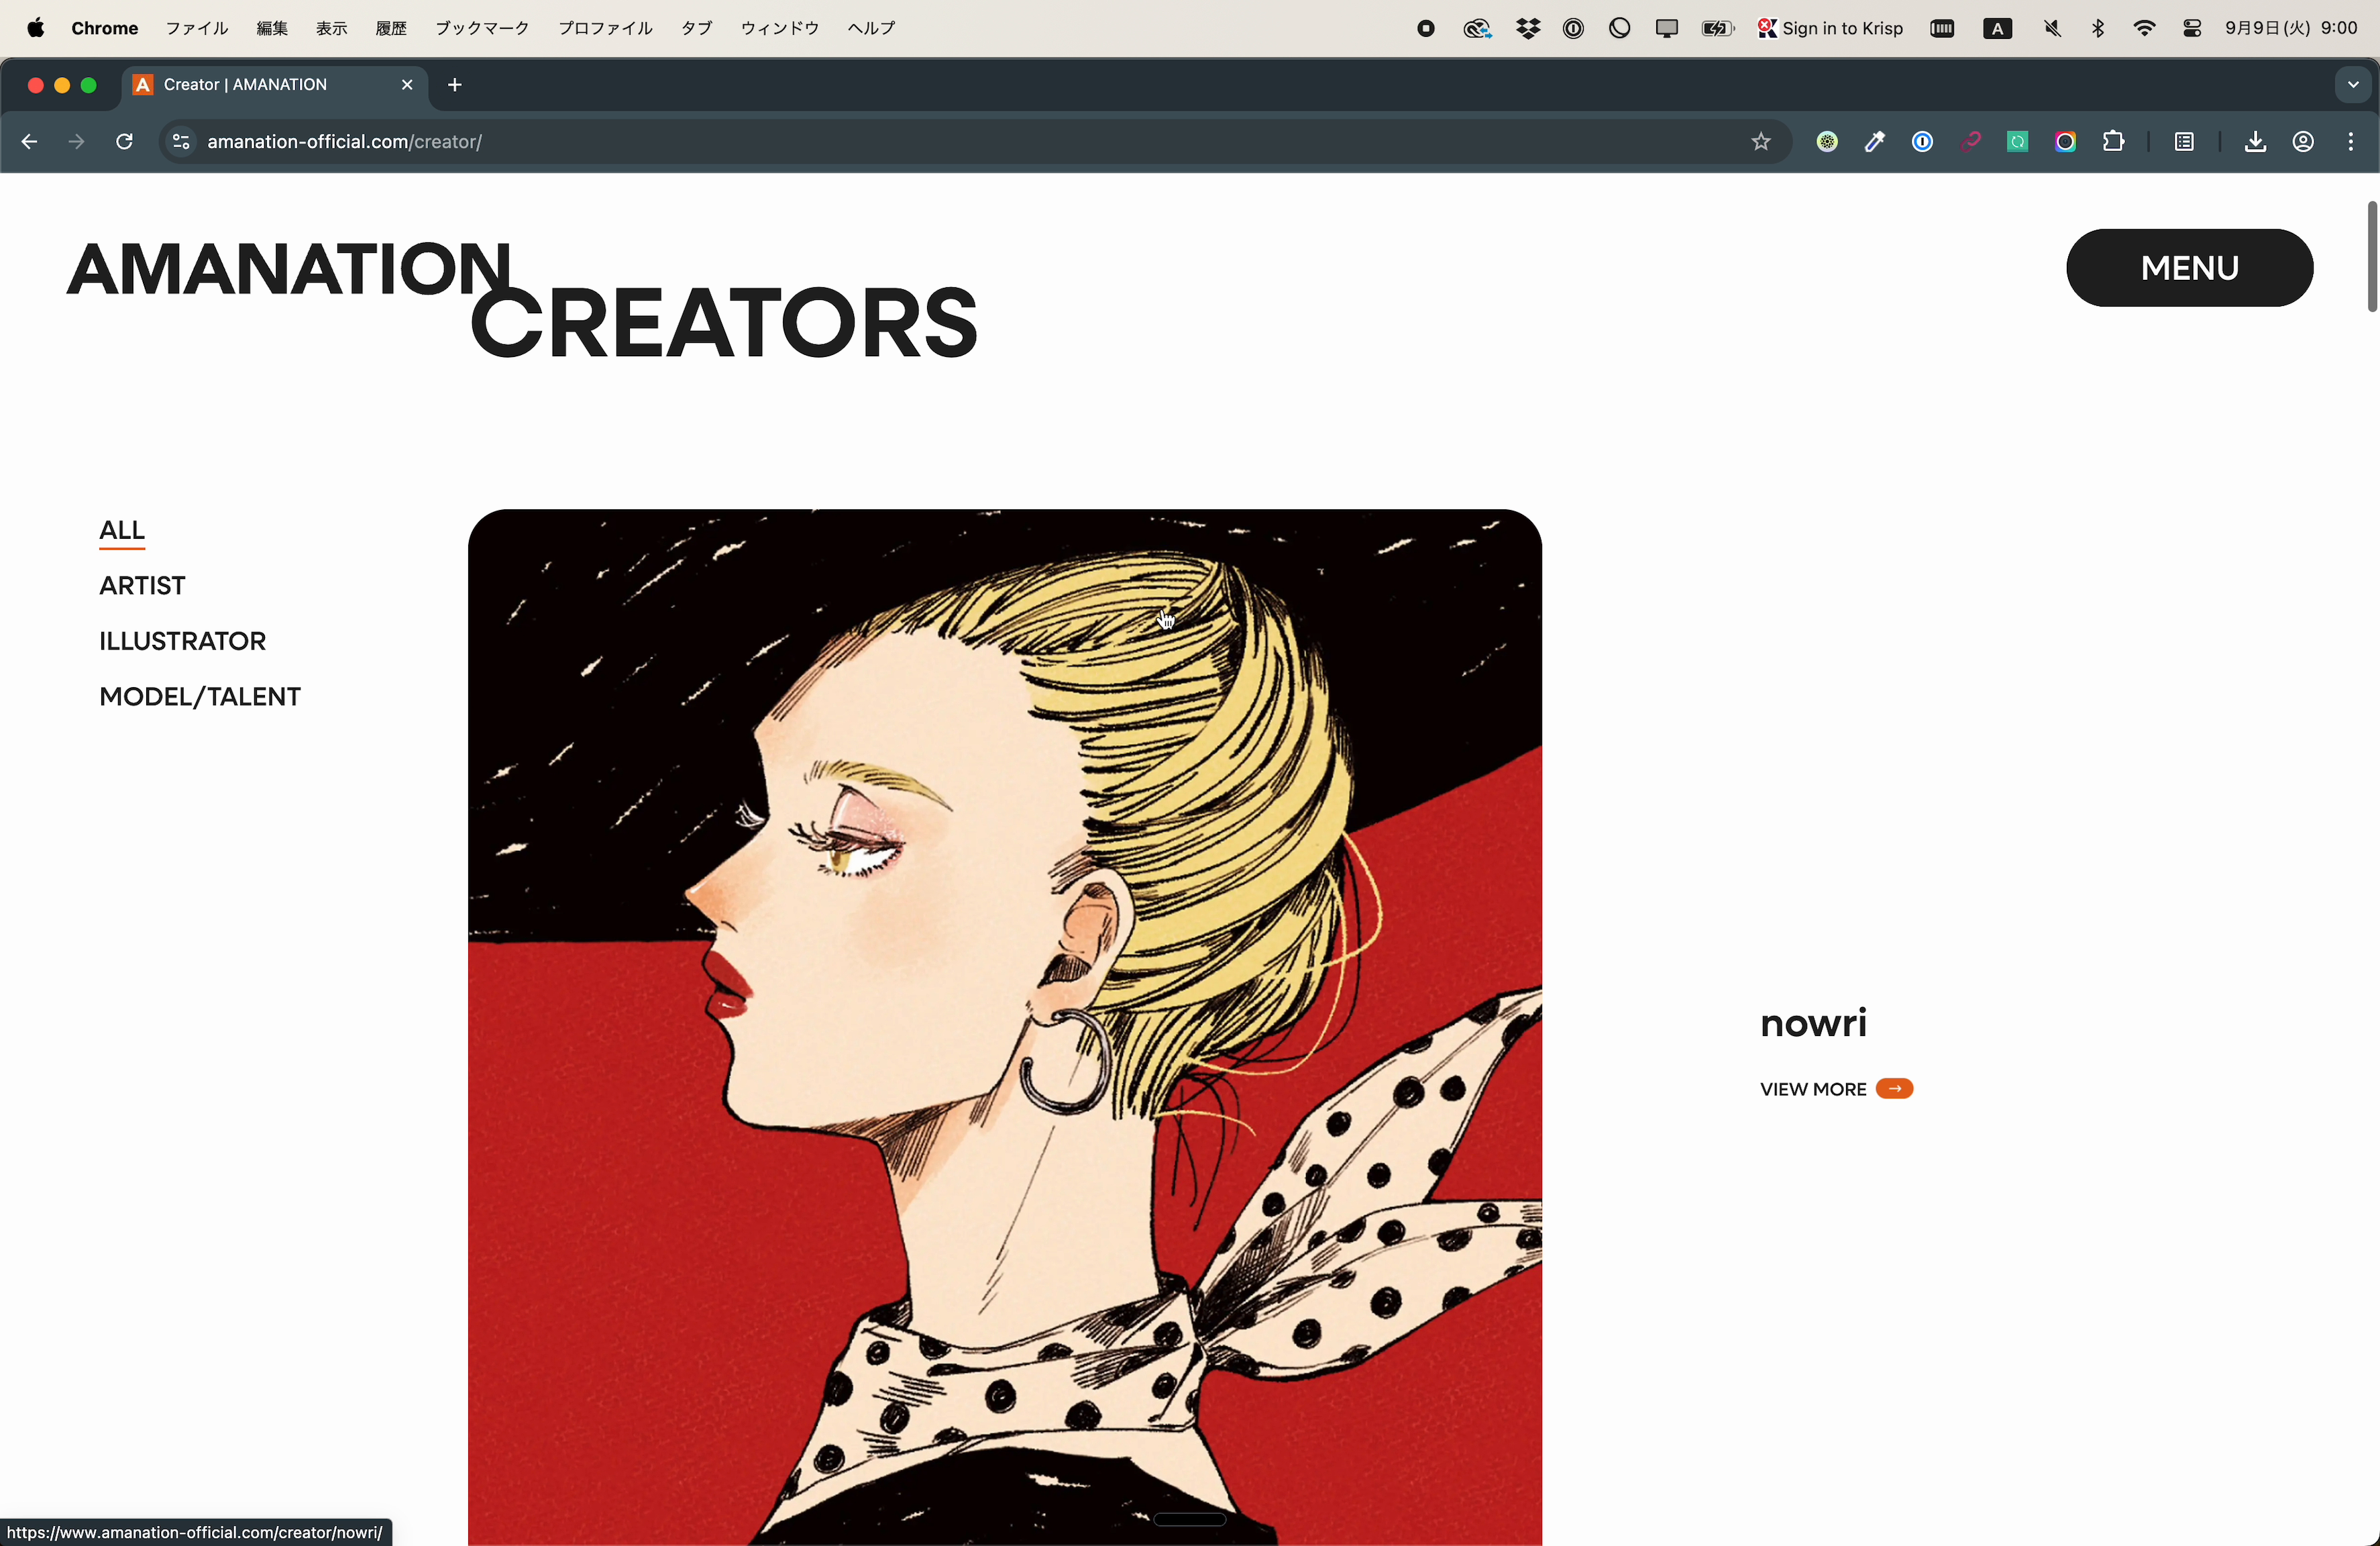 Chrome ファイル 編集 表示 履歴 ブックマーク プロファイル タブ ウィンドウ ヘルプ Sign in to Krisp A 9月9日(火) 9:00
A Creator | AMANATION
amanation-official.com/creator/
AMANATION
CREATORS
MENU
ALL
ARTIST
ILLUSTRATOR
MODEL/TALENT
nowri
VIEW MORE →
https://www.amanation-official.com/creator/nowri/